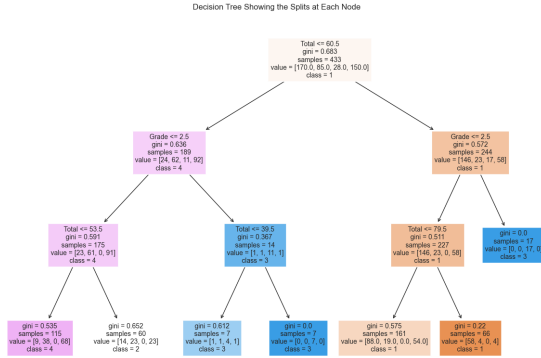 Decision Tree Showing the Splits at Each Node
Total <= 60.5
gini = 0.683
samples = 433
value = [170.0, 85.0, 28.0, 150.0]
class = 1
Grade <= 2.5
gini = 0.636
samples = 189
value = [24, 62, 11, 92]
class = 4
Grade <= 2.5
gini = 0.572
samples = 244
value = [146, 23, 17, 58]
class = 1
Total <= 53.5
gini = 0.591
samples = 175
value = [23, 61, 0, 91]
class = 4
Total <= 39.5
gini = 0.367
samples = 14
value = [1, 1, 11, 1]
class = 3
Total <= 79.5
gini = 0.511
samples = 227
value = [146, 23, 0, 58]
class = 1
gini = 0.0
samples = 17
value = [0, 0, 17, 0]
class = 3
gini = 0.535
samples = 115
value = [9, 38, 0, 68]
class = 4
gini = 0.652
samples = 60
value = [14, 23, 0, 23]
class = 2
gini = 0.612
samples = 7
value = [1, 1, 4, 1]
class = 3
gini = 0.0
samples = 7
value = [0, 0, 7, 0]
class = 3
gini = 0.575
samples = 161
value = [88.0, 19.0, 0.0, 54.0]
class = 1
gini = 0.22
samples = 66
value = [58, 4, 0, 4]
class = 1